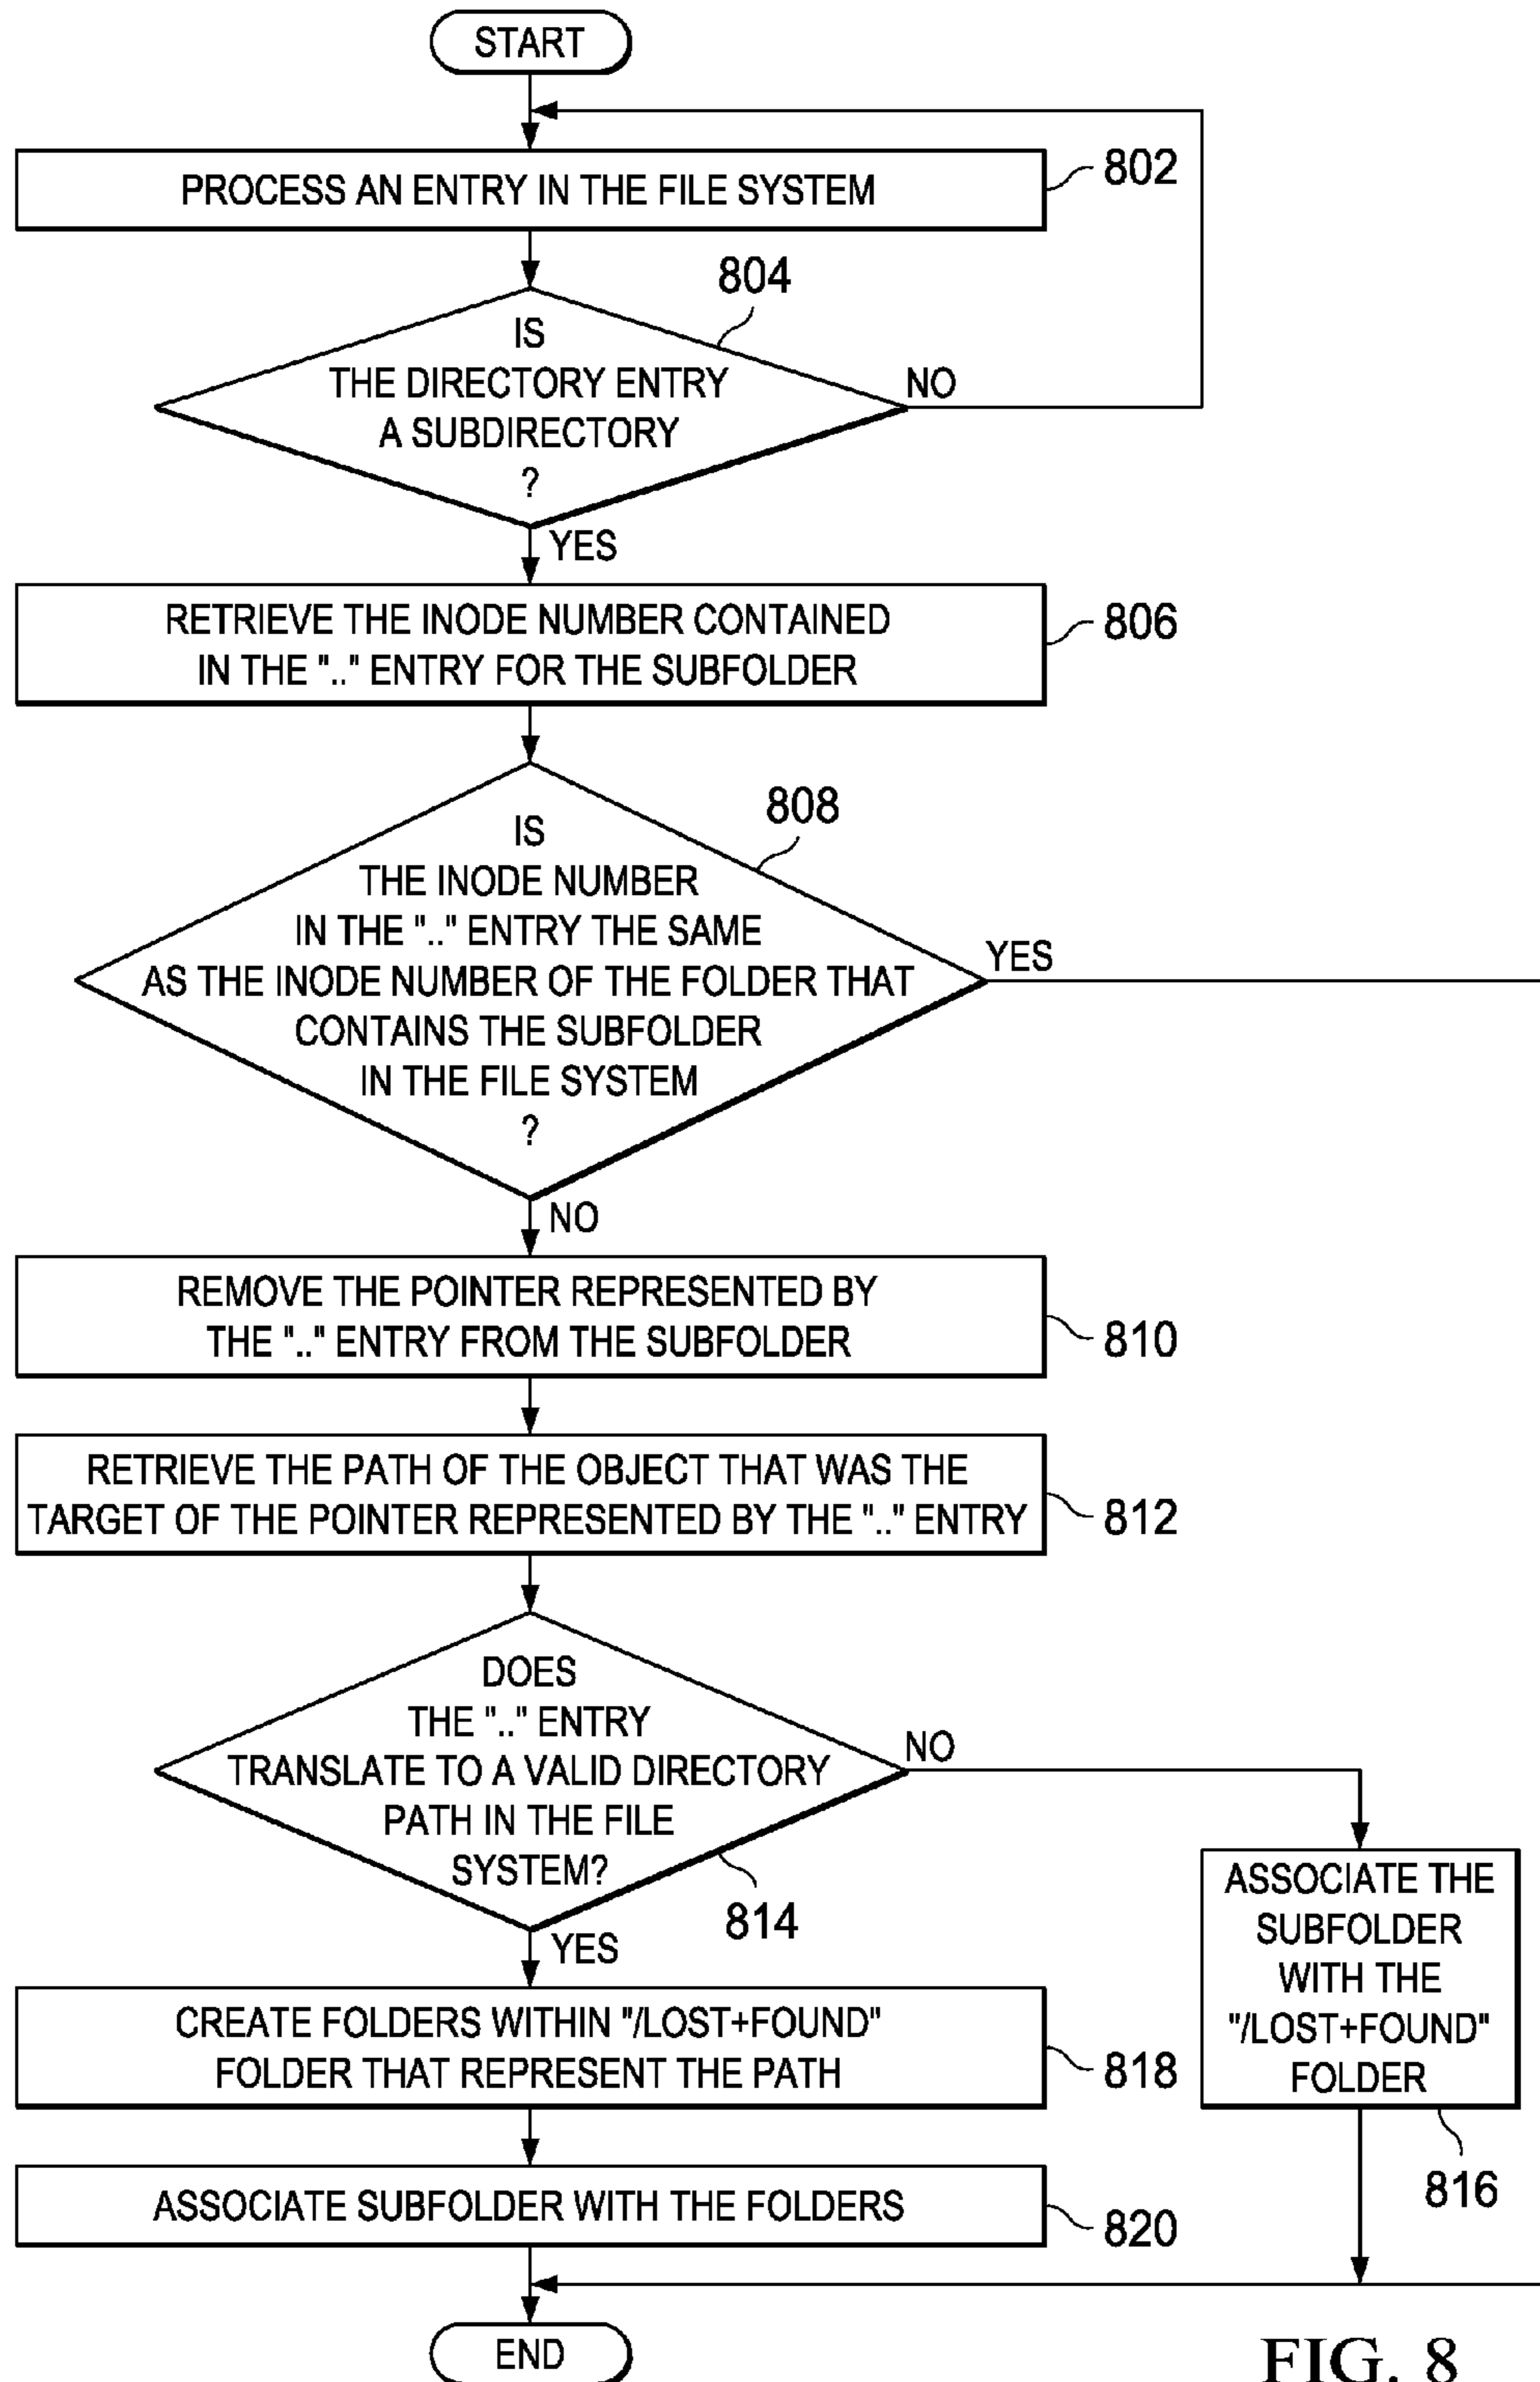 START
PROCESS AN ENTRY IN THE FILE SYSTEM
802
804
IS
THE DIRECTORY ENTRY
A SUBDIRECTORY
?
NO
YES
RETRIEVE THE INODE NUMBER CONTAINED
IN THE ".." ENTRY FOR THE SUBFOLDER
806
808
IS
THE INODE NUMBER
IN THE ".." ENTRY THE SAME
AS THE INODE NUMBER OF THE FOLDER THAT
CONTAINS THE SUBFOLDER
IN THE FILE SYSTEM
?
YES
NO
REMOVE THE POINTER REPRESENTED BY
THE ".." ENTRY FROM THE SUBFOLDER
810
RETRIEVE THE PATH OF THE OBJECT THAT WAS THE
TARGET OF THE POINTER REPRESENTED BY THE ".." ENTRY
812
DOES
THE ".." ENTRY
TRANSLATE TO A VALID DIRECTORY
PATH IN THE FILE
SYSTEM?
NO
814
YES
ASSOCIATE THE
SUBFOLDER
WITH THE
"/LOST+FOUND"
FOLDER
816
CREATE FOLDERS WITHIN "/LOST+FOUND"
FOLDER THAT REPRESENT THE PATH
818
ASSOCIATE SUBFOLDER WITH THE FOLDERS
820
END
FIG. 8